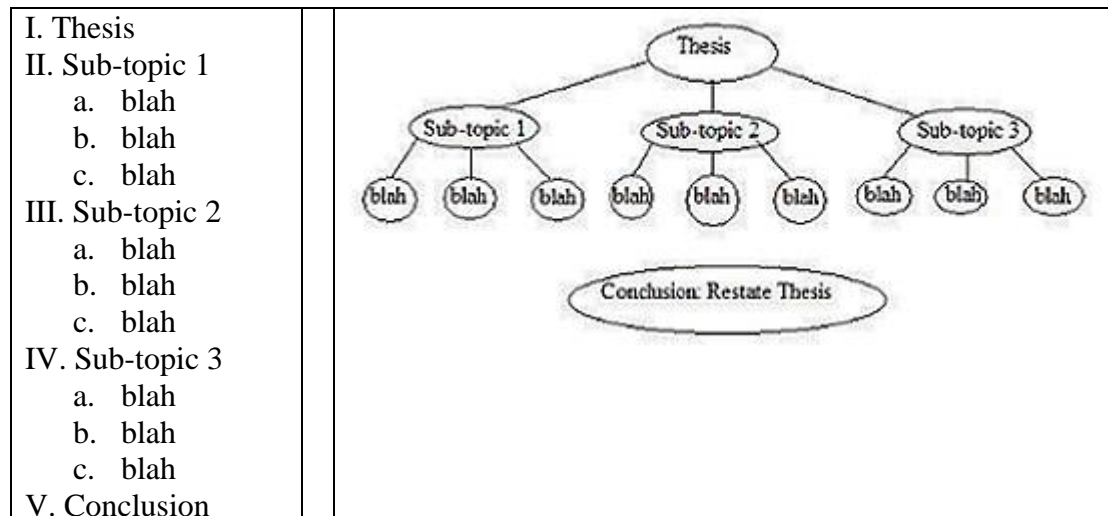 I. Thesis
II. Sub-topic 1
a. blah
b. blah
c. blah
III. Sub-topic 2
a. blah
b. blah
c. blah
IV. Sub-topic 3
a. blah
b. blah
c. blah
V. Conclusion
Thesis
Sub-topic 1 Sub-topic 2 Sub-topic 3
blah blah blah blah blah blah blah blah blah
Conclusion: Restate Thesis